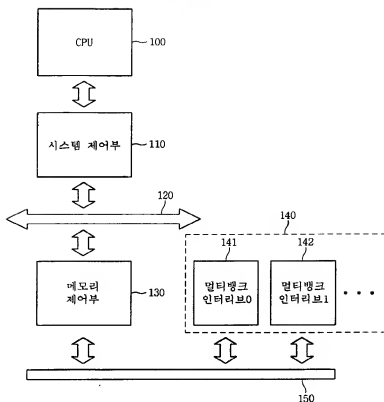 CPU
100
시스템 제어부
110
120
140
141
142
메모리
제어부
130
멀티뱅크
인터리브0
멀티뱅크
인터리브1
...
150